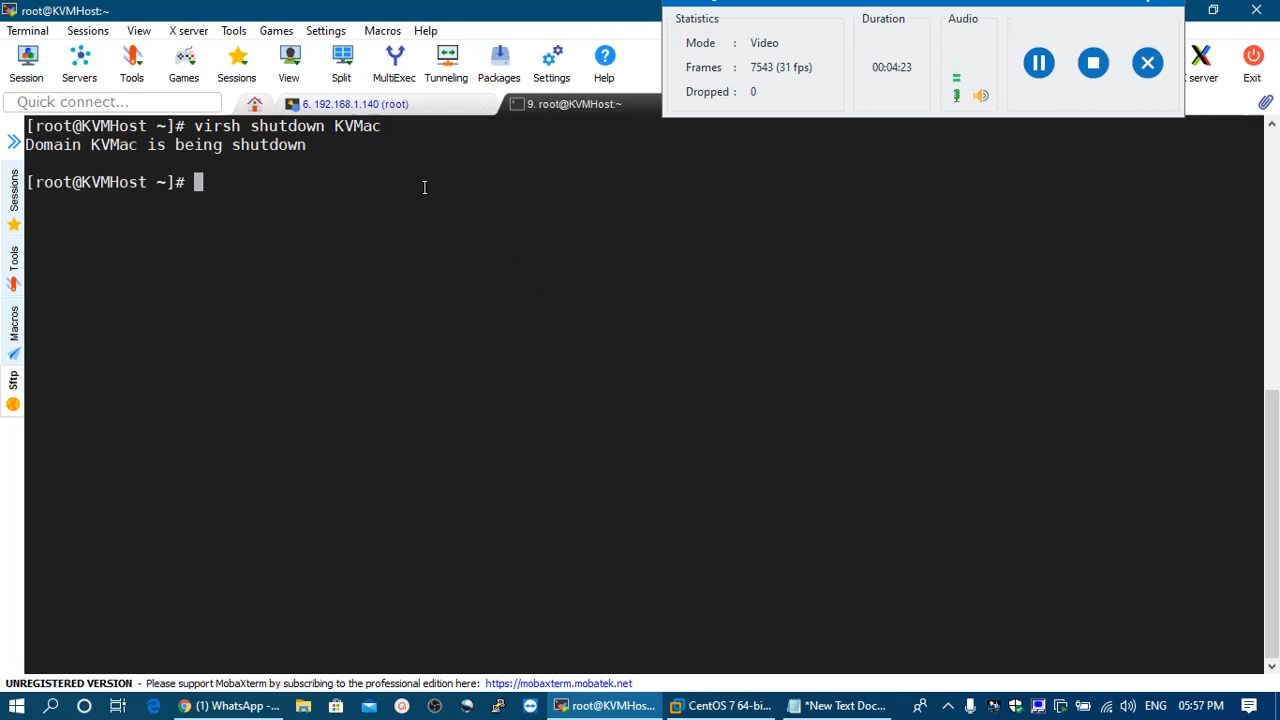 root@KVMHost:~
Terminal Sessions View X server Tools Games Settings Macros Help
Session Servers Tools Games Sessions View Split MultiExec Tunneling Packages Settings Help
Quick connect...
6. 192.168.1.140 (root)
9. root@KVMHost:~
Statistics
Mode : Video
Frames : 7543 (31 fps)
Dropped : 0
Duration
00:04:23
Audio
server Exit
[root@KVMHost ~]# virsh shutdown KVMac
Domain KVMac is being shutdown
[root@KVMHost ~]#
Sessions
Tools
Macros
Sftp
UNREGISTERED VERSION - Please support MobaXterm by subscribing to the professional edition here: https://mobaxterm.mobatek.net
(1) WhatsApp -...
root@KVMHost:...
CentOS 7 64-bi...
*New Text Doc...
ENG 05:57 PM